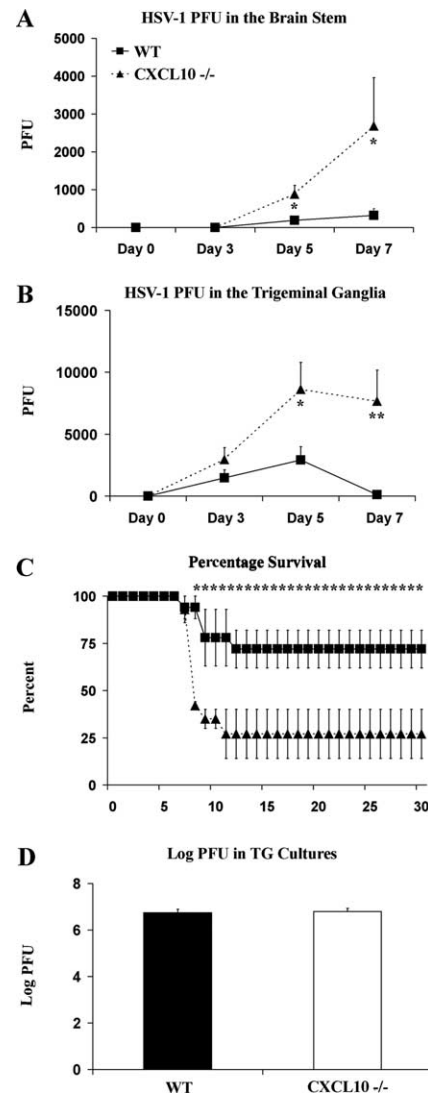 A
HSV-1 PFU in the Brain Stem
WT
CXCL10 -/-
PFU
6000
5000
4000
3000
2000
1000
0
*
*
Day 0 Day 3 Day 5 Day 7
B
HSV-1 PFU in the Trigeminal Ganglia
PFU
15000
10000
5000
0
*
**
Day 0 Day 3 Day 5 Day 7
C
Percentage Survival
Percent
100
75
50
25
0
***********************
0 5 10 15 20 25 30
D
Log PFU in TG Cultures
Log PFU
8
6
4
2
0
WT CXCL10 -/-